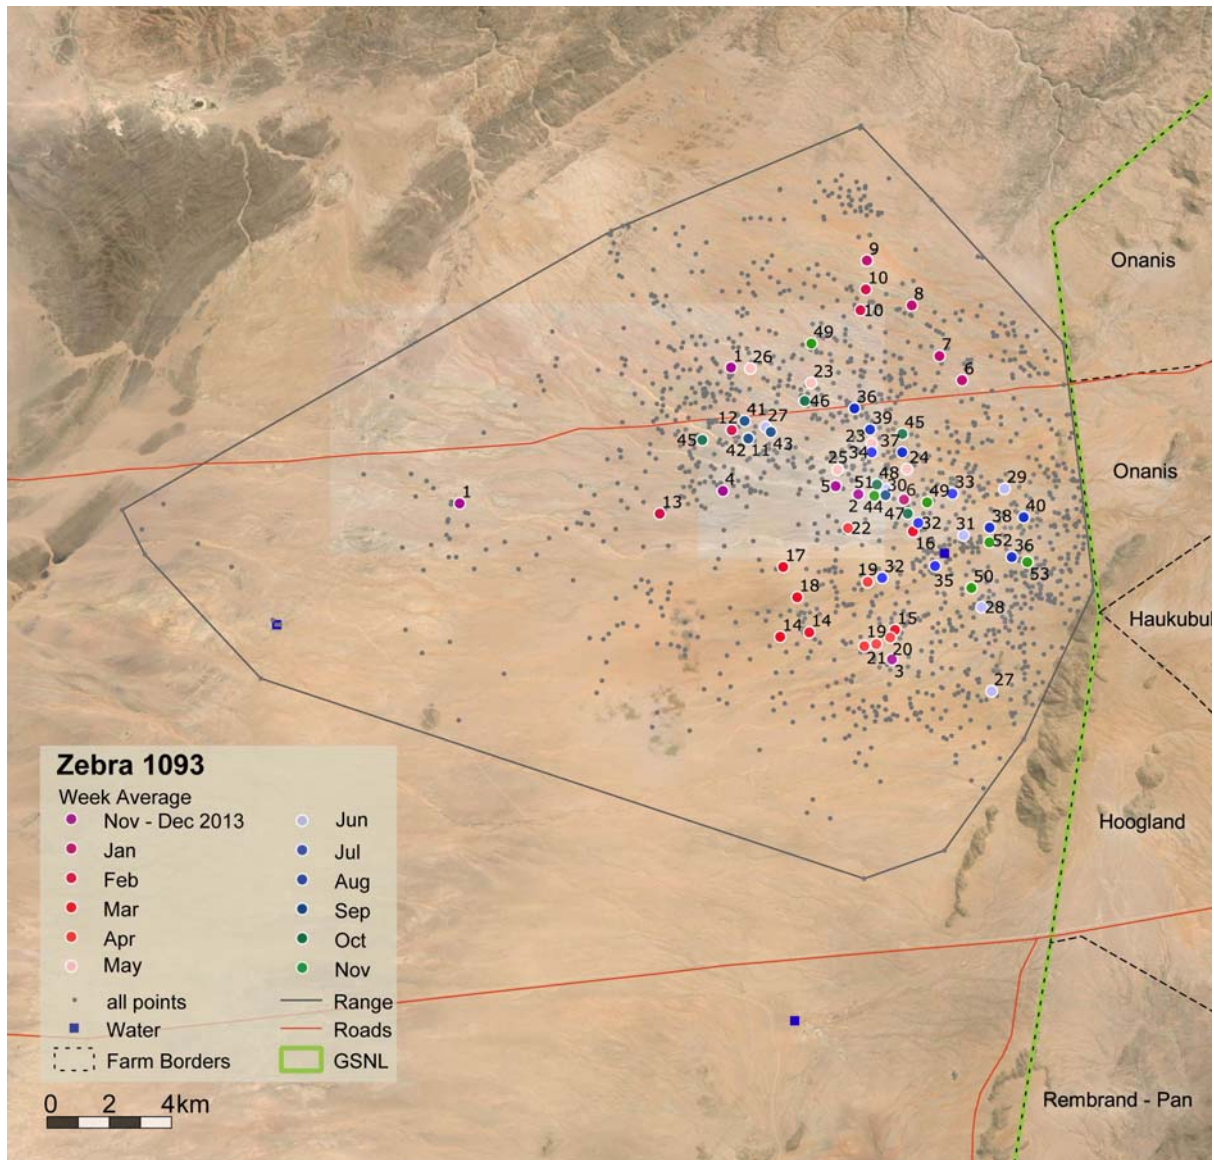 9
Onanis
10
8
10
49
7
1 26
6
23
46
36
41 27
39
45
12
23 37
45
42 11 43
34
24
25
48
Onanis
29
4
5
51 30
33
1
6 49
40
13
2 44
47
38
32
31
22
52
16
36
17
19 32
35
53
18
50
28
14 14
15
Haukubul
19
20
21
3
27
Zebra 1093
Week Average
Nov - Dec 2013
Jun
Jan
Jul
Hoogland
Feb
Aug
Mar
Sep
Apr
Oct
May
Nov
all points
Range
Water
Roads
Farm Borders
GSNL
0 2 4km
Rembrand - Pan